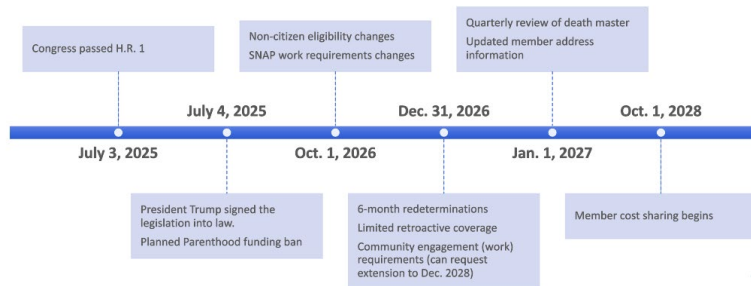 Congress passed H.R. 1
Non-citizen eligibility changes
SNAP work requirements changes
Quarterly review of death master
Updated member address
information
July 4, 2025
Dec. 31, 2026
Oct. 1, 2028
July 3, 2025
Oct. 1, 2026
Jan. 1, 2027
President Trump signed the
legislation into law.
Planned Parenthood funding ban
6-month redeterminations
Limited retroactive coverage
Community engagement (work)
requirements (can request
extension to Dec. 2028)
Member cost sharing begins